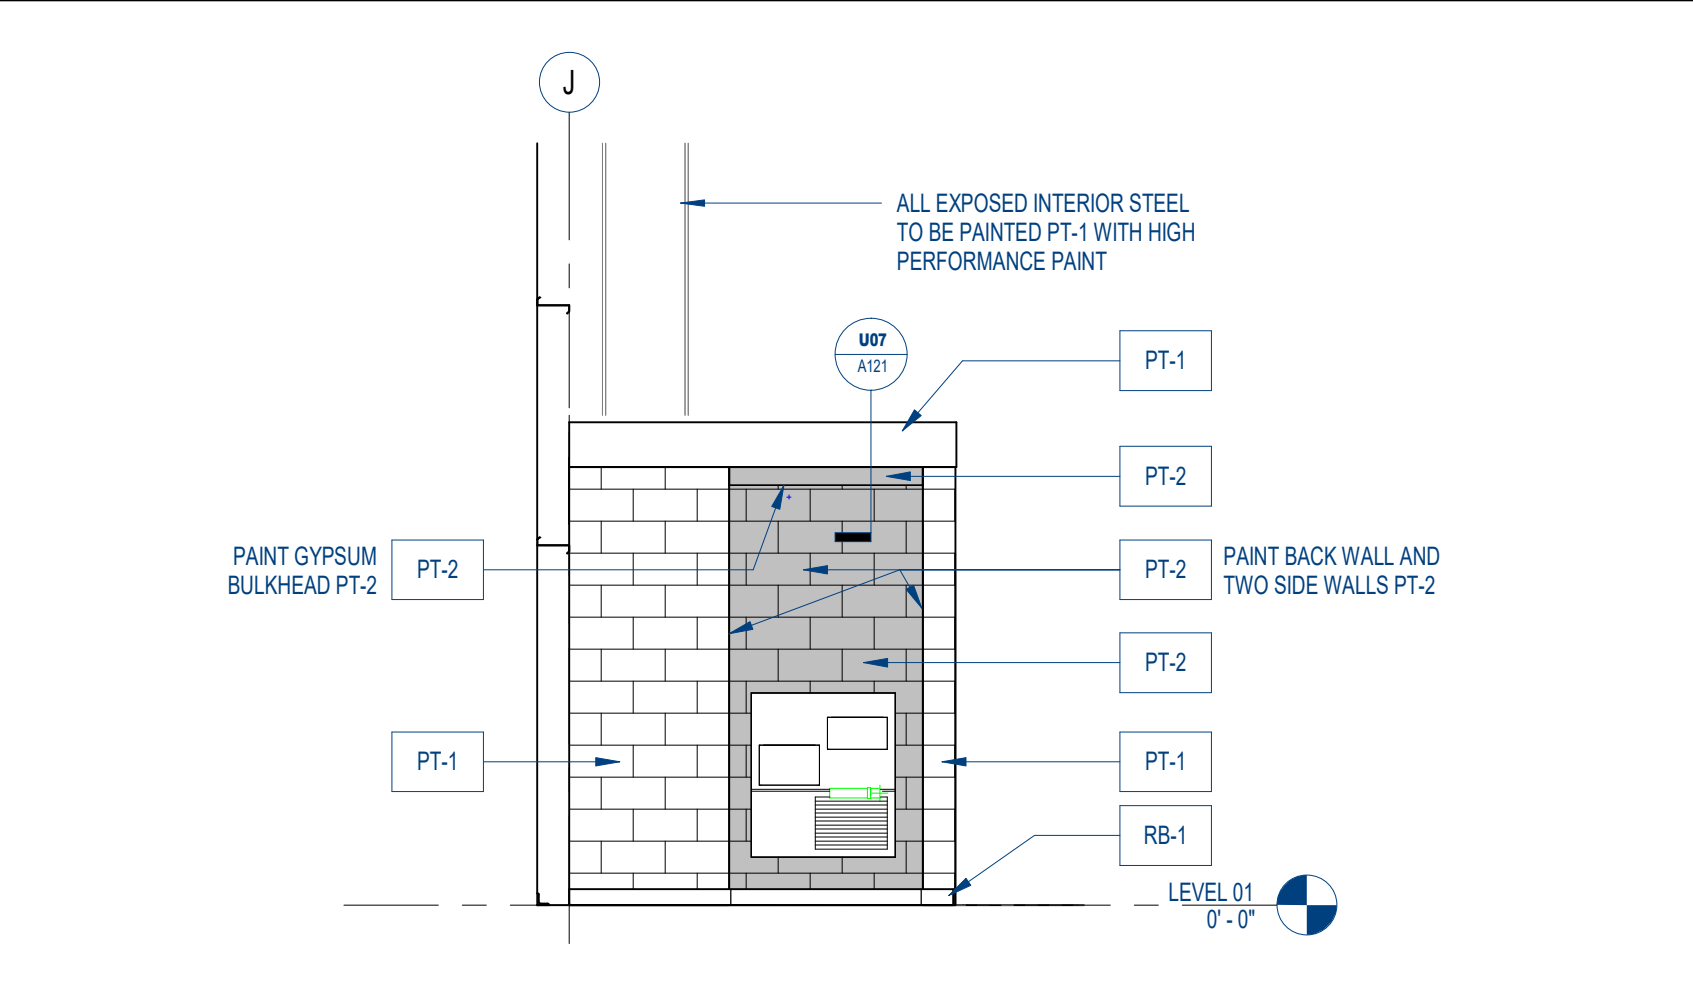 J
ALL EXPOSED INTERIOR STEEL
TO BE PAINTED PT-1 WITH HIGH
PERFORMANCE PAINT
U07
A121
PT-1
PT-2
PAINT GYPSUM
BULKHEAD PT-2
PT-2
PT-2
PAINT BACK WALL AND
TWO SIDE WALLS PT-2
PT-2
PT-1
PT-1
RB-1
LEVEL 01
0' - 0"